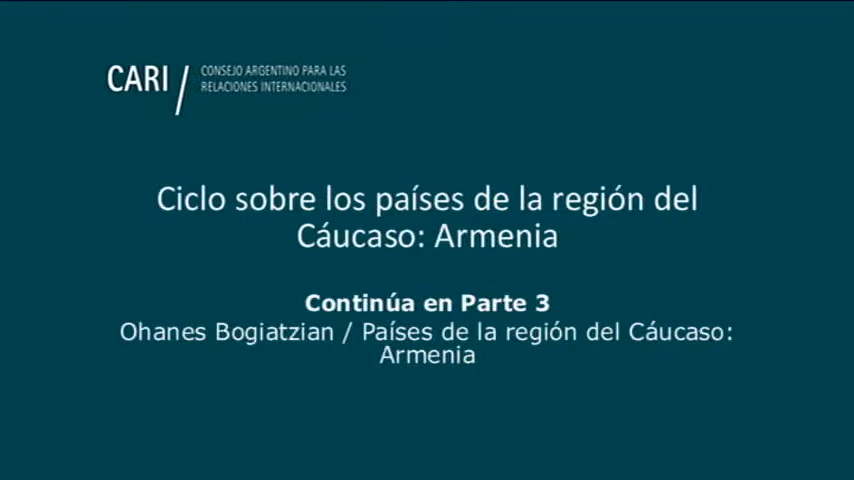 CARI/
CONSEJO ARGENTINO PARA LAS
RELACIONES INTERNACIONALES
Ciclo sobre los países de la región del
Cáucaso: Armenia
Continúa en Parte 3
Ohanes Bogiatzian / Países de la región del Cáucaso:
Armenia